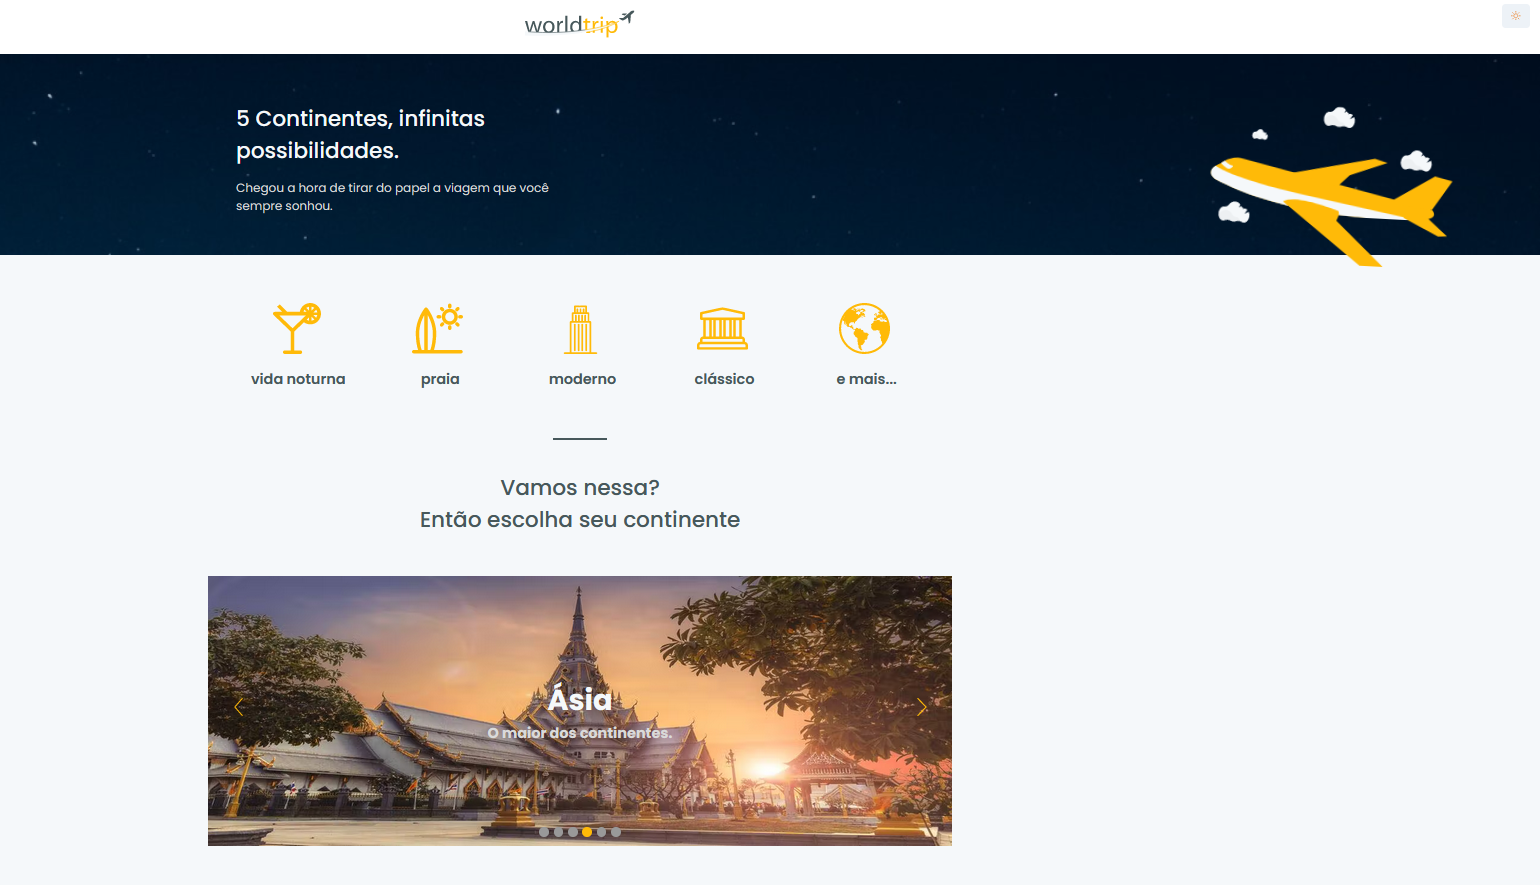 worldtrip
5 Continentes, infinitas
possibilidades.
Chegou a hora de tirar do papel a viagem que você
sempre sonhou.
vida noturna
praia
moderno
clássico
e mais...
Vamos nessa?
Então escolha seu continente
Ásia
O maior dos continentes.